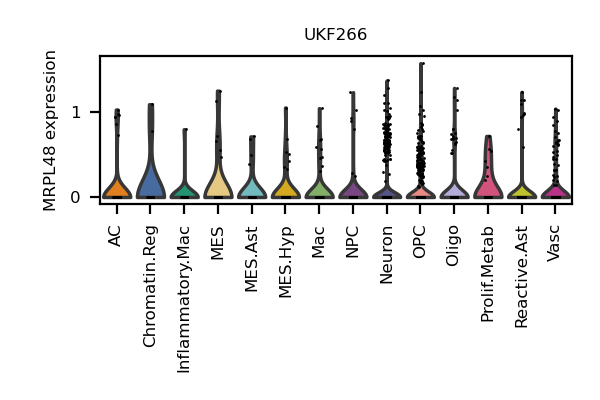 UKF266
MRPL48 expression
1
0
AC
Chromatin.Reg
Inflammatory.Mac
MES
MES.Ast
MES.Hyp
Mac
NPC
Neuron
OPC
Oligo
Prolif.Metab
Reactive.Ast
Vasc